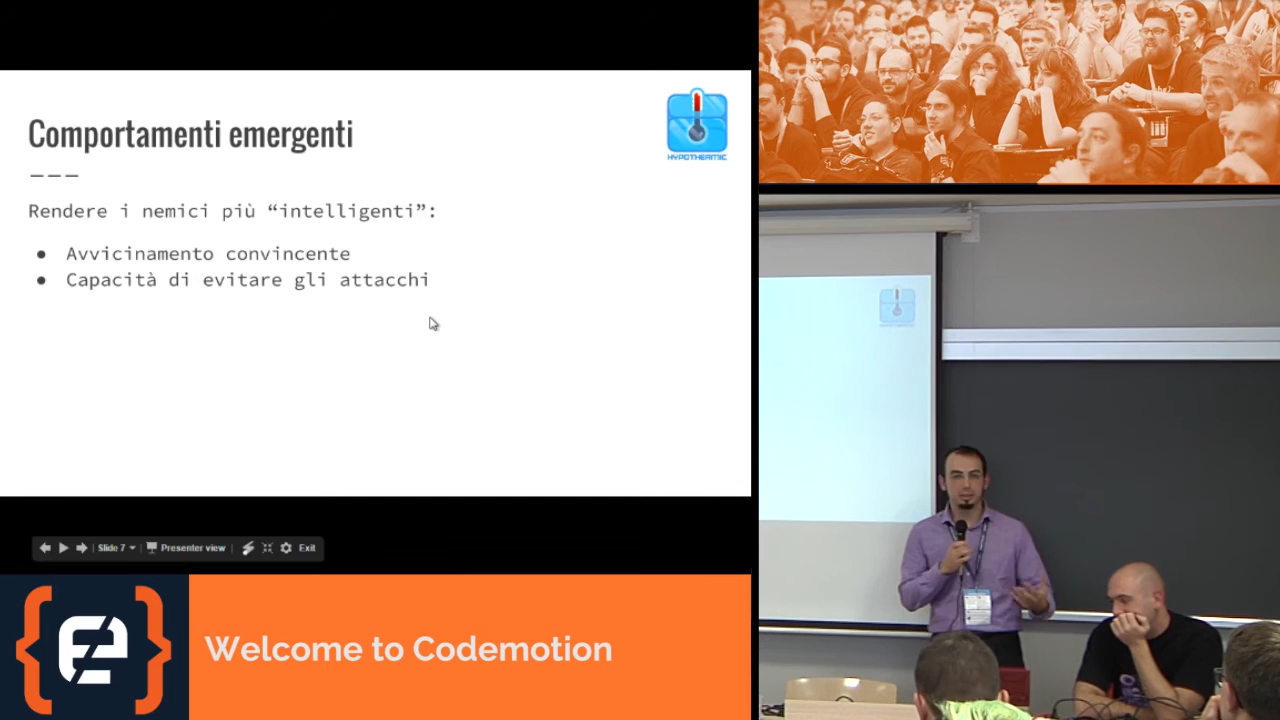 Comportamenti emergenti
HYPOTHERMIC
Rendere i nemici più “intelligenti”:
● Avvicinamento convincente
● Capacità di evitare gli attacchi
Slide 7
Presenter view
Exit
Welcome to Codemotion